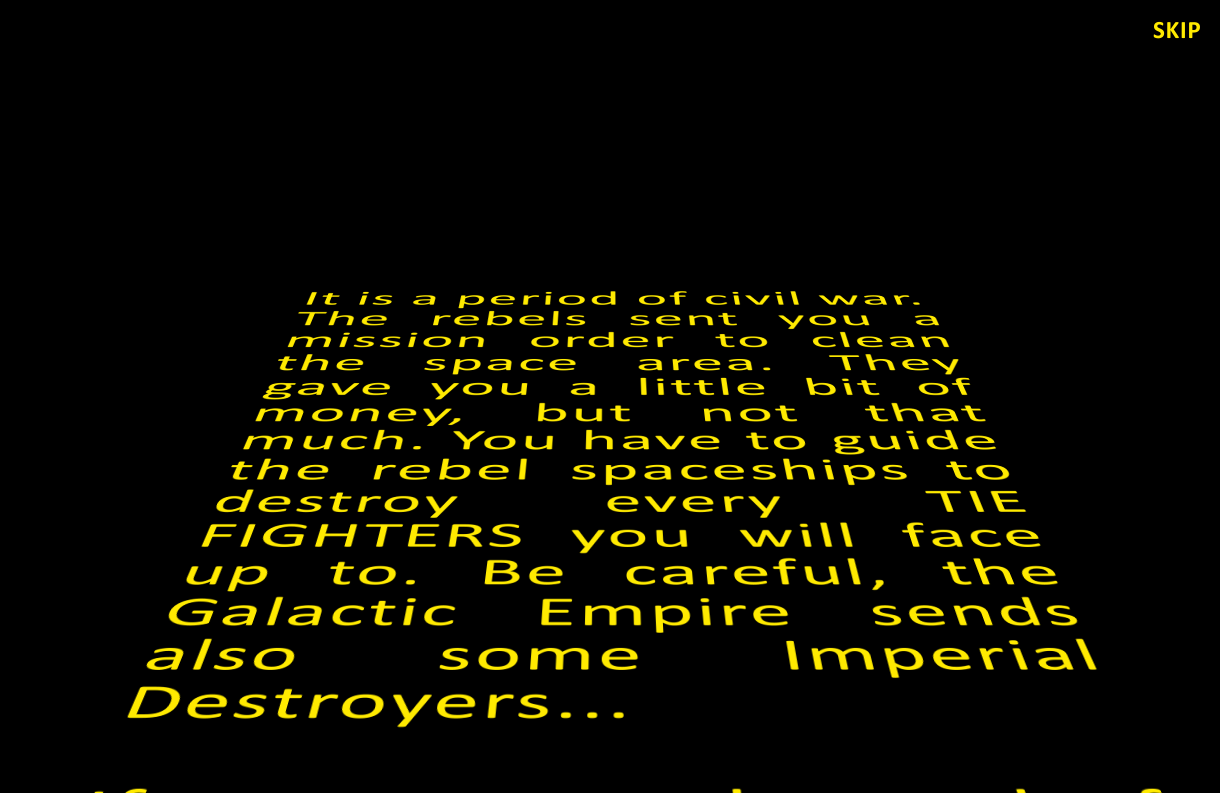 SKIP
It is a period of civil war.
The rebels sent you a
mission order to clean
the space area. They
gave you a little bit of
money, but not that
much. You have to guide
the rebel spaceships to
destroy every TIE
FIGHTERS you will face
up to. Be careful, the
Galactic Empire sends
also some Imperial
Destroyers...